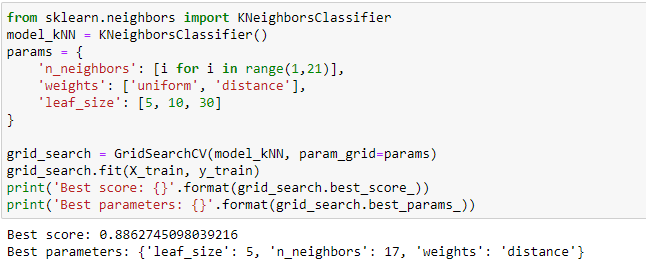 from sklearn.neighbors import KNeighborsClassifier
model_kNN = KNeighborsClassifier()
params = {
    'n_neighbors': [i for i in range(1,21)],
    'weights': ['uniform', 'distance'],
    'leaf_size': [5, 10, 30]
}

grid_search = GridSearchCV(model_kNN, param_grid=params)
grid_search.fit(X_train, y_train)
print('Best score: {}'.format(grid_search.best_score_))
print('Best parameters: {}'.format(grid_search.best_params_))
Best score: 0.8862745098039216
Best parameters: {'leaf_size': 5, 'n_neighbors': 17, 'weights': 'distance'}